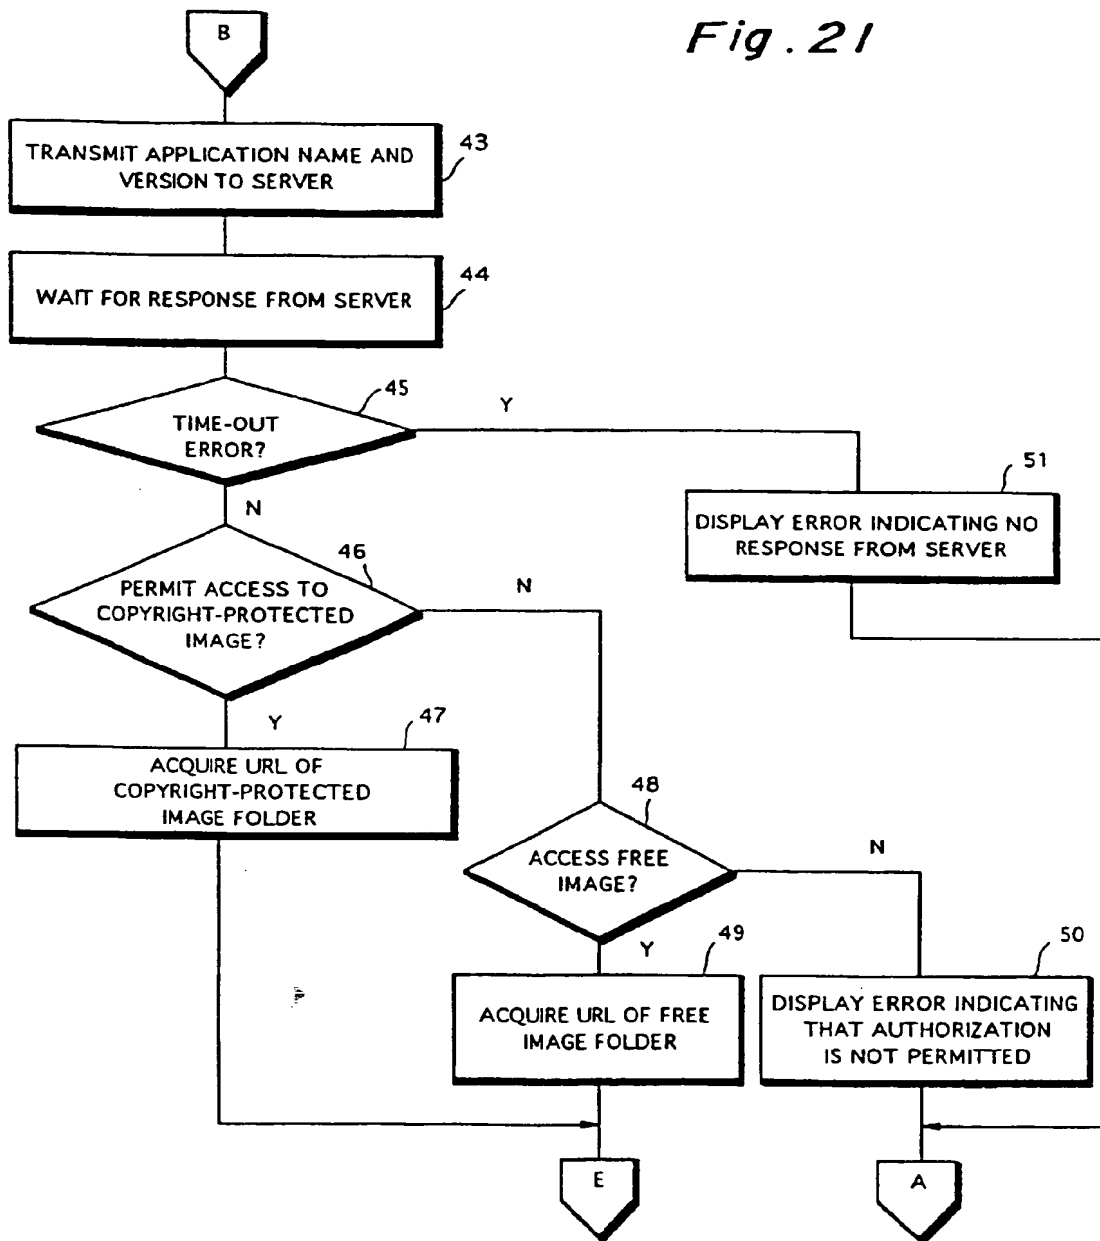 Fig. 21
B
43
TRANSMIT APPLICATION NAME AND
VERSION TO SERVER
44
WAIT FOR RESPONSE FROM SERVER
45
TIME-OUT
ERROR?
Y
N
51
DISPLAY ERROR INDICATING NO
RESPONSE FROM SERVER
46
PERMIT ACCESS TO
COPYRIGHT-PROTECTED
IMAGE?
N
Y
47
ACQUIRE URL OF
COPYRIGHT-PROTECTED
IMAGE FOLDER
48
ACCESS FREE
IMAGE?
N
Y
49
ACQUIRE URL OF FREE
IMAGE FOLDER
50
DISPLAY ERROR INDICATING
THAT AUTHORIZATION
IS NOT PERMITTED
E
A